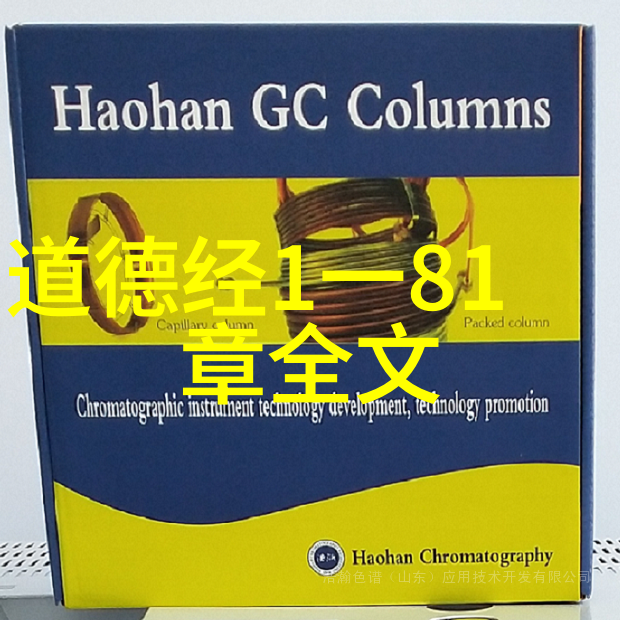 Haohan GC Columns
道德经1一81
章全文
Capillary column
Packed column
Chromatographic instrument technology development, technology promotion
Haohan Chromatography
浩瀚色谱（山东）应用技术开发有限公司